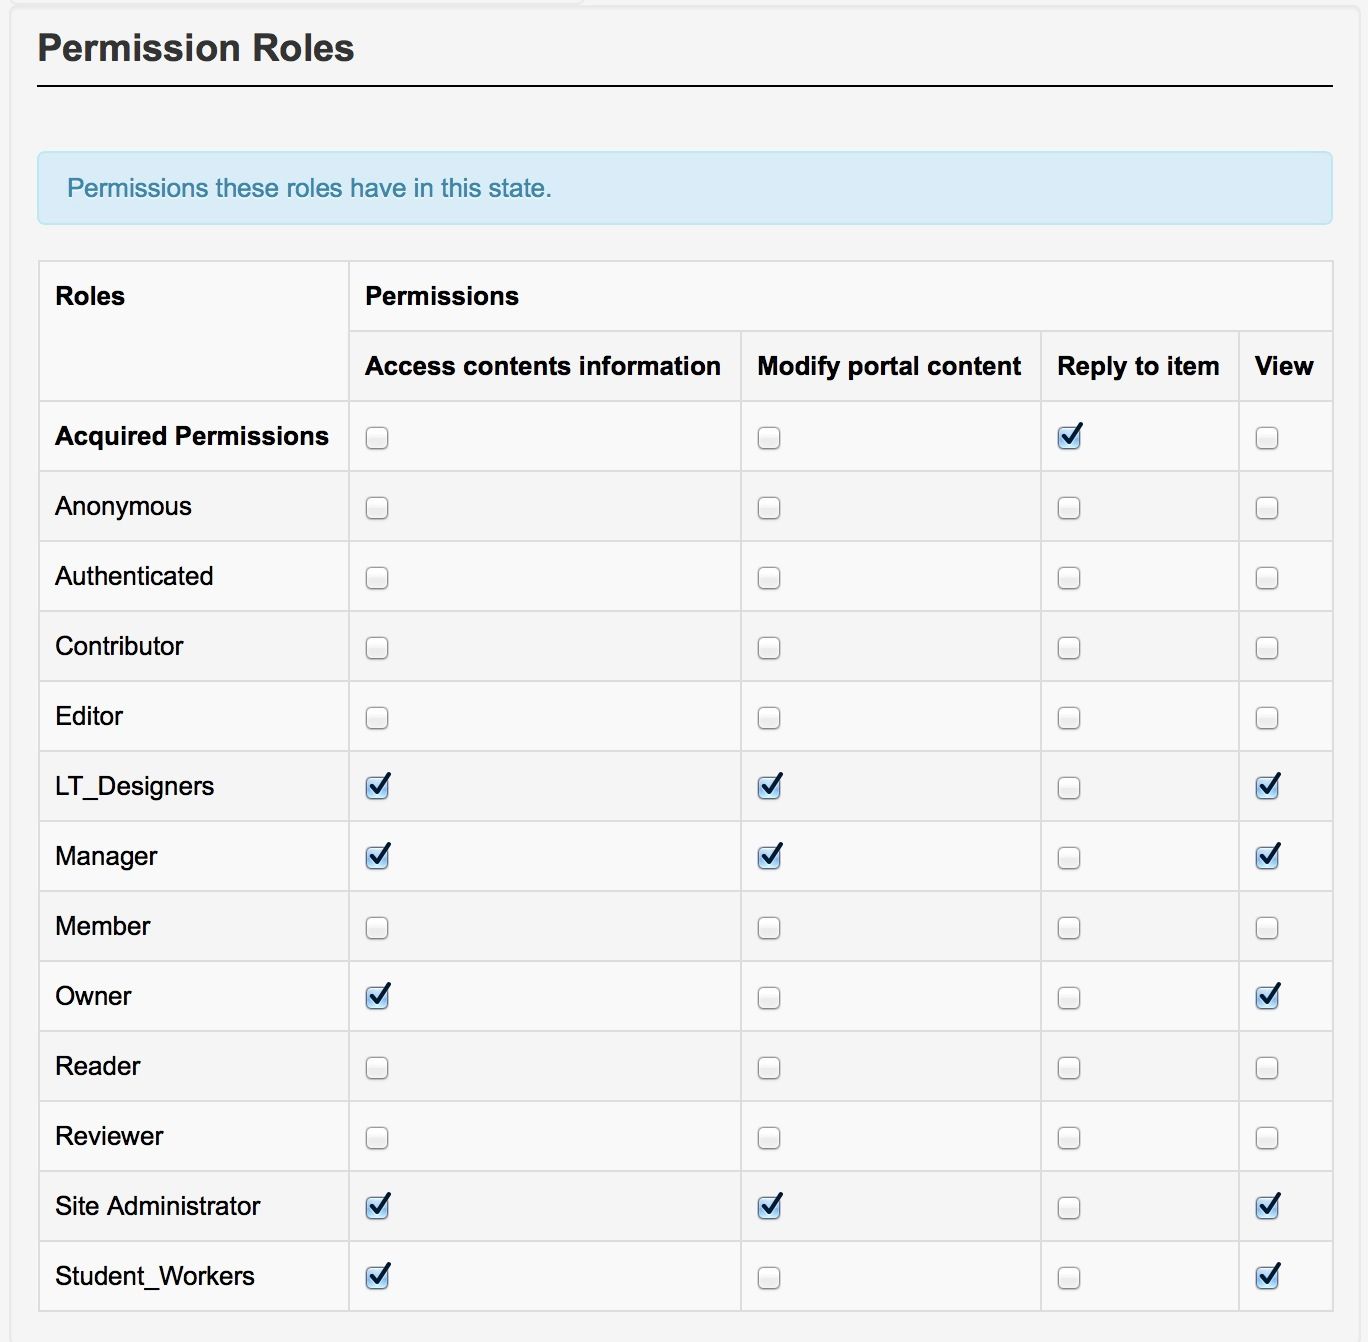 Permission Roles
Permissions these roles have in this state.
Roles
Permissions
Access contents information
Modify portal content
Reply to item
View
Acquired Permissions
Anonymous
Authenticated
Contributor
Editor
LT_Designers
Manager
Member
Owner
Reader
Reviewer
Site Administrator
Student_Workers